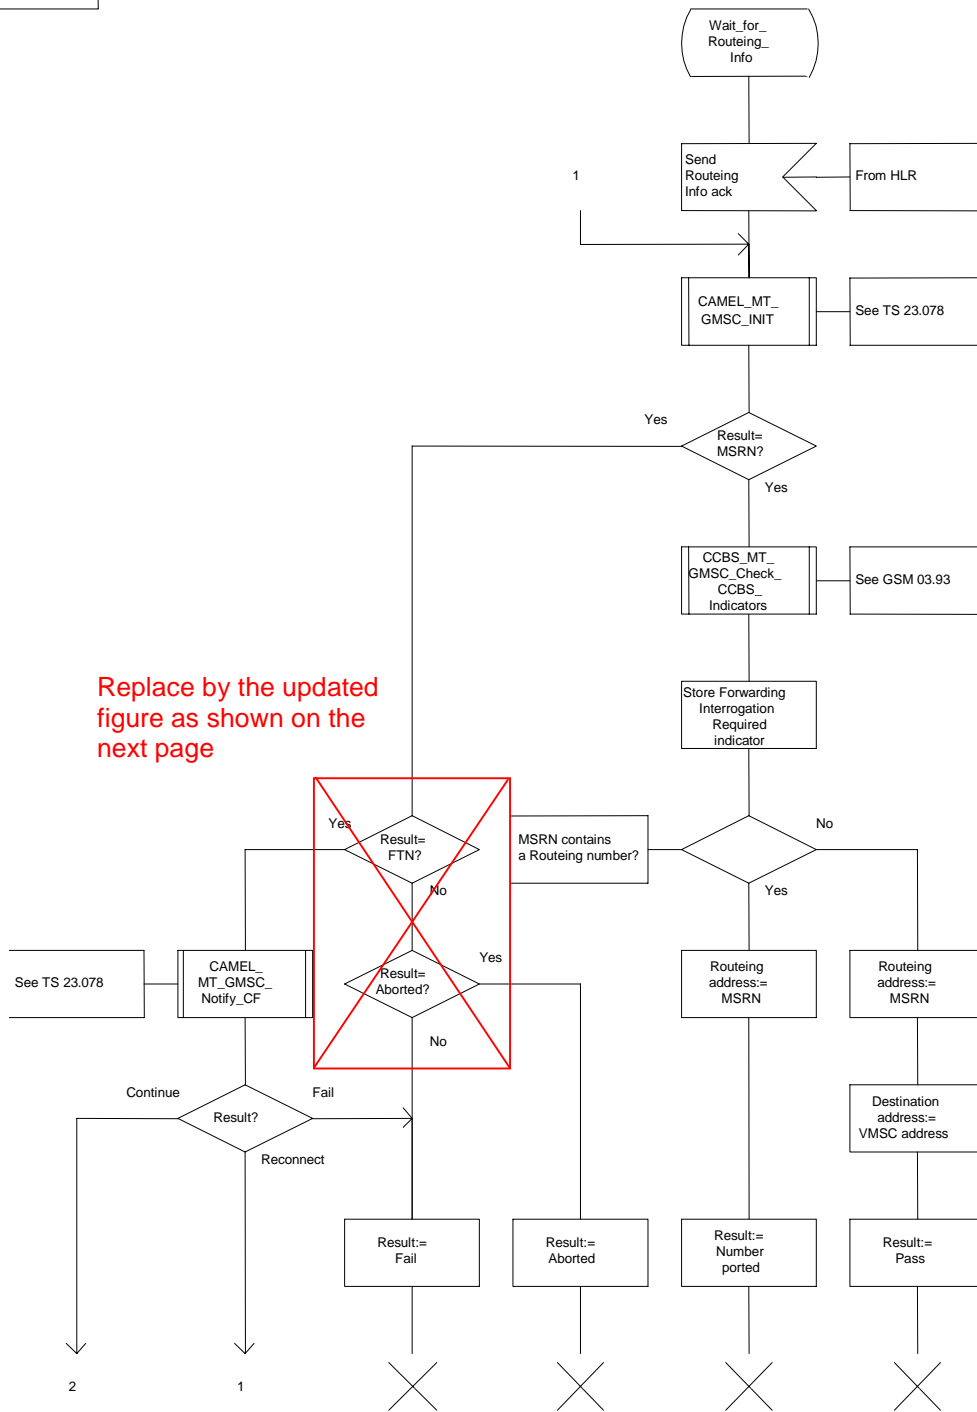 Wait_for_
Routeing_
Info
Send
Routeing
Info ack
From HLR
1
CAMEL_MT_
GMSC_INIT
See TS 23.078
Yes
Result=
MSRN?
Yes
CCBS_MT_
GMSC_Check_
CCBS_
Indicators
See GSM 03.93
Replace by the updated
figure as shown on the
next page
Store Forwarding
Interrogation
Required
indicator
Yes
Result=
FTN?
No
MSRN contains
a Routeing number?
No
Yes
See TS 23.078
CAMEL_
MT_GMSC_
Notify_CF
Result=
Aborted?
Yes
No
Routeing
address:=
MSRN
Routeing
address:=
MSRN
Continue
Result?
Fail
Reconnect
Destination
address:=
VMSC address
Result:=
Fail
Result:=
Aborted
Result:=
Number
ported
Result:=
Pass
2
1